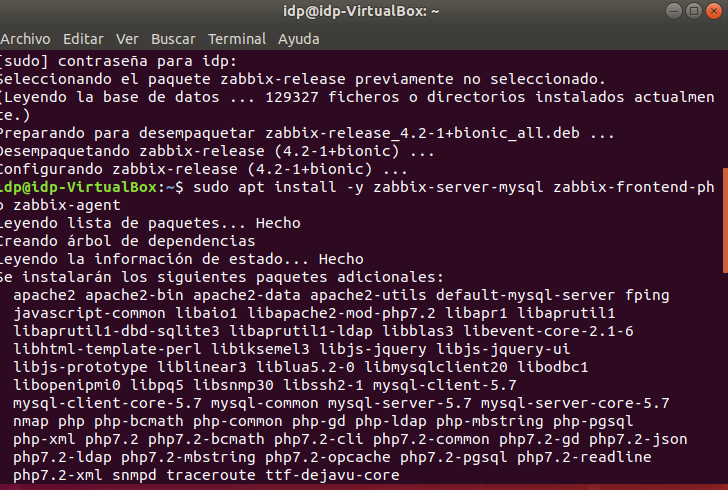 idp@idp-VirtualBox: ~
Archivo Editar Ver Buscar Terminal Ayuda
[sudo] contraseña para idp:
Seleccionando el paquete zabbix-release previamente no seleccionado.
(Leyendo la base de datos ... 129327 ficheros o directorios instalados actualmen
te.)
Preparando para desempaquetar zabbix-release_4.2-1+bionic_all.deb ...
Desempaquetando zabbix-release (4.2-1+bionic) ...
Configurando zabbix-release (4.2-1+bionic) ...
idp@idp-VirtualBox:~$ sudo apt install -y zabbix-server-mysql zabbix-frontend-ph
p zabbix-agent
Leyendo lista de paquetes... Hecho
Creando árbol de dependencias
Leyendo la información de estado... Hecho
Se instalarán los siguientes paquetes adicionales:
apache2 apache2-bin apache2-data apache2-utils default-mysql-server fping
javascript-common libaio1 libapache2-mod-php7.2 libapr1 libaprutil1
libaprutil1-dbd-sqlite3 libaprutil1-ldap libblas3 libevent-core-2.1-6
libhtml-template-perl libiksemel3 libjs-jquery libjs-jquery-ui
libjs-prototype liblinear3 liblua5.2-0 libmysqlclient20 libodbc1
libopenipmi0 libpq5 libsnmp30 libssh2-1 mysql-client-5.7
mysql-client-core-5.7 mysql-common mysql-server-5.7 mysql-server-core-5.7
nmap php php-bcmath php-common php-gd php-ldap php-mbstring php-pgsql
php-xml php7.2 php7.2-bcmath php7.2-cli php7.2-common php7.2-gd php7.2-json
php7.2-ldap php7.2-mbstring php7.2-opcache php7.2-pgsql php7.2-readline
php7.2-xml snmpd traceroute ttf-dejavu-core